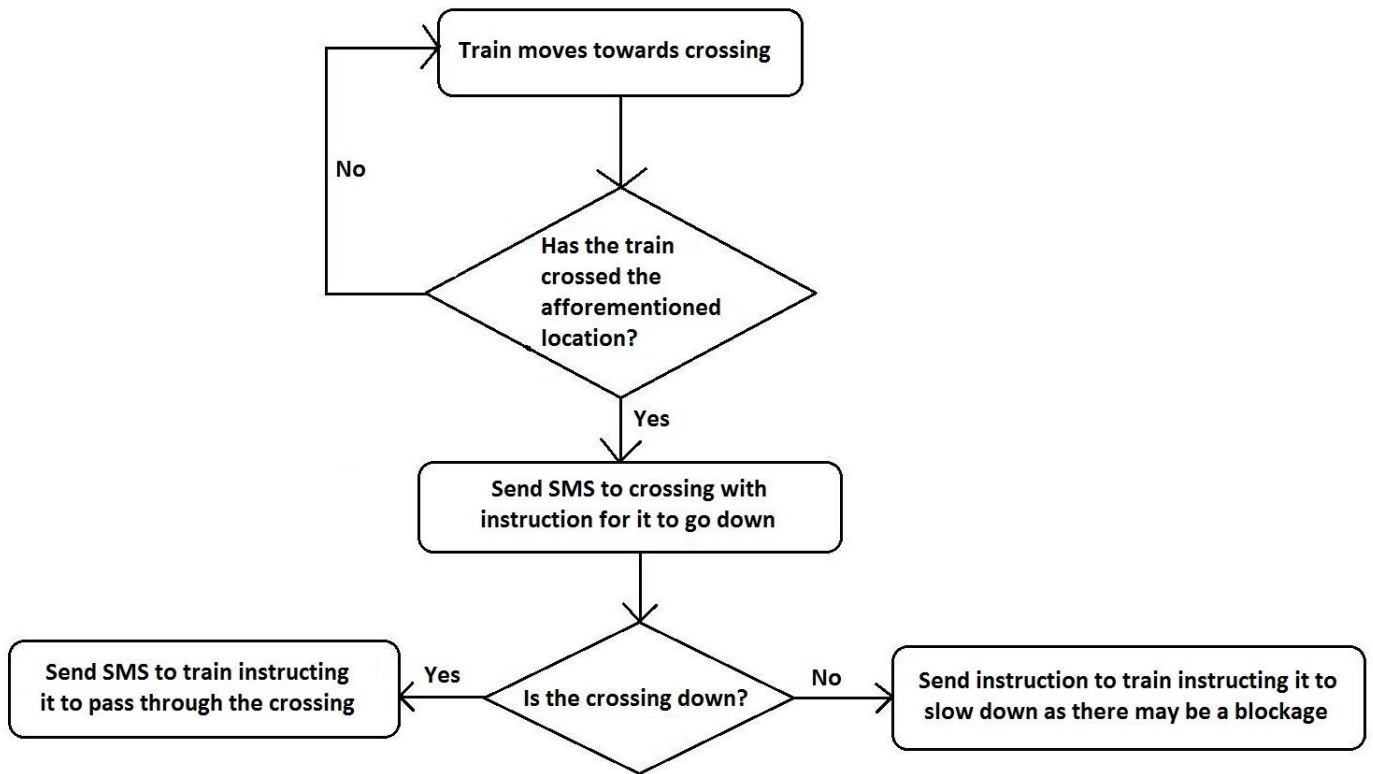 Train moves towards crossing
No
Has the train
crossed the
afforementioned
location?
Yes
Send SMS to crossing with
instruction for it to go down
Send SMS to train instructing
it to pass through the crossing
Yes
Is the crossing down?
No
Send instruction to train instructing it to
slow down as there may be a blockage